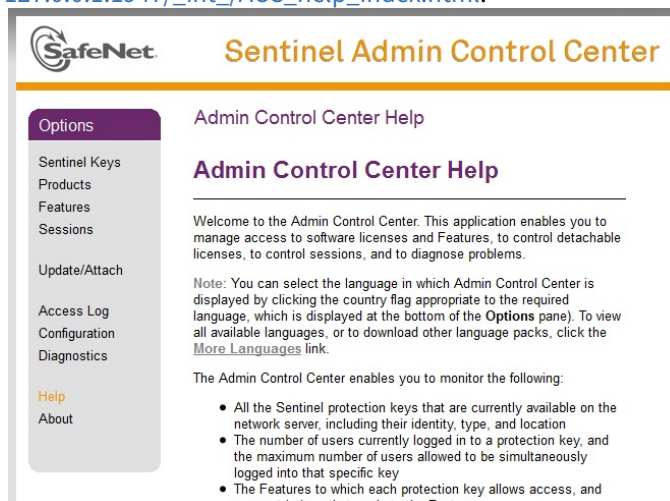 SafeNet.
Sentinel Admin Control Center
Options
Sentinel Keys
Products
Features
Sessions
Update/Attach
Access Log
Configuration
Diagnostics
Help
About
Admin Control Center Help
Admin Control Center Help
Welcome to the Admin Control Center. This application enables you to
manage access to software licenses and Features, to control detachable
licenses, to control sessions, and to diagnose problems.
Note: You can select the language in which Admin Control Center is
displayed by clicking the country flag appropriate to the required
language, which is displayed at the bottom of the Options pane). To view
all available languages, or to download other language packs, click the
More Languages link.
The Admin Control Center enables you to monitor the following:
● All the Sentinel protection keys that are currently available on the
network server, including their identity, type, and location
● The number of users currently logged in to a protection key, and
the maximum number of users allowed to be simultaneously
logged into that specific key
● The Features to which each protection key allows access, and